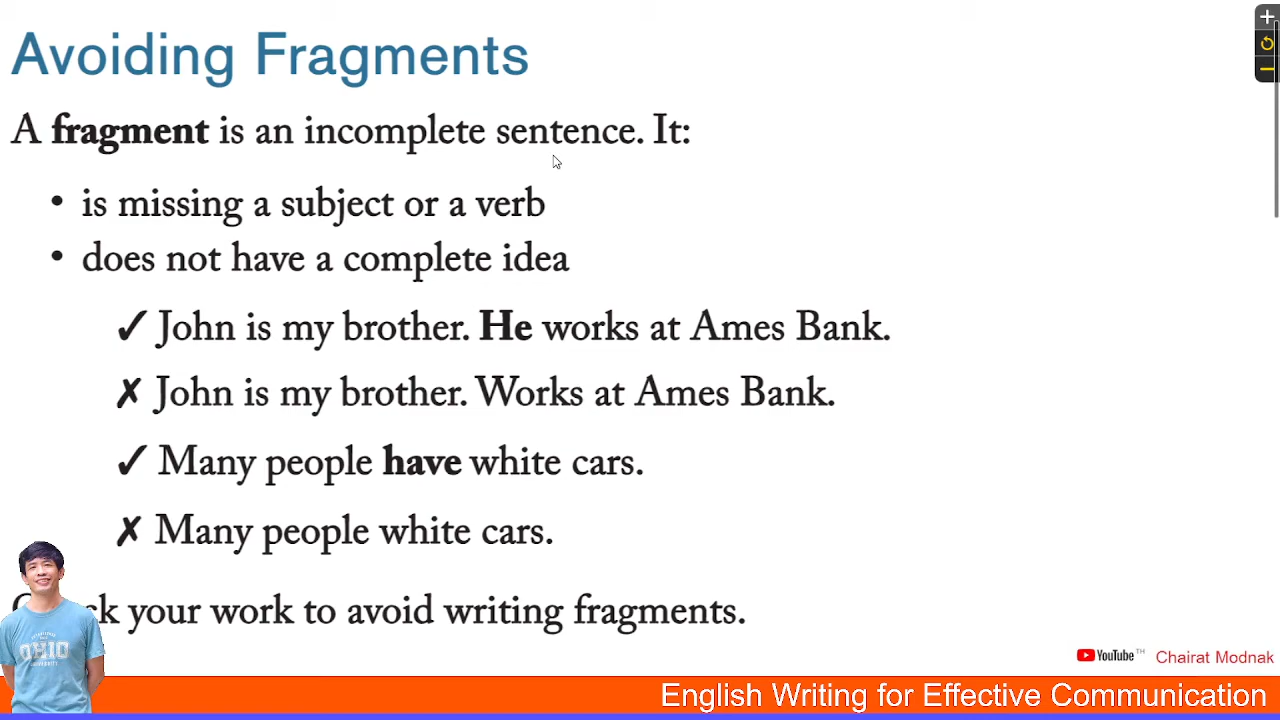 Avoiding Fragments
A fragment is an incomplete sentence. It:
• is missing a subject or a verb
• does not have a complete idea
✓ John is my brother. He works at Ames Bank.
✗ John is my brother. Works at Ames Bank.
✓ Many people have white cars.
✗ Many people white cars.
your work to avoid writing fragments.
OHIO
YouTube TH Chairat Modnak
English Writing for Effective Communication